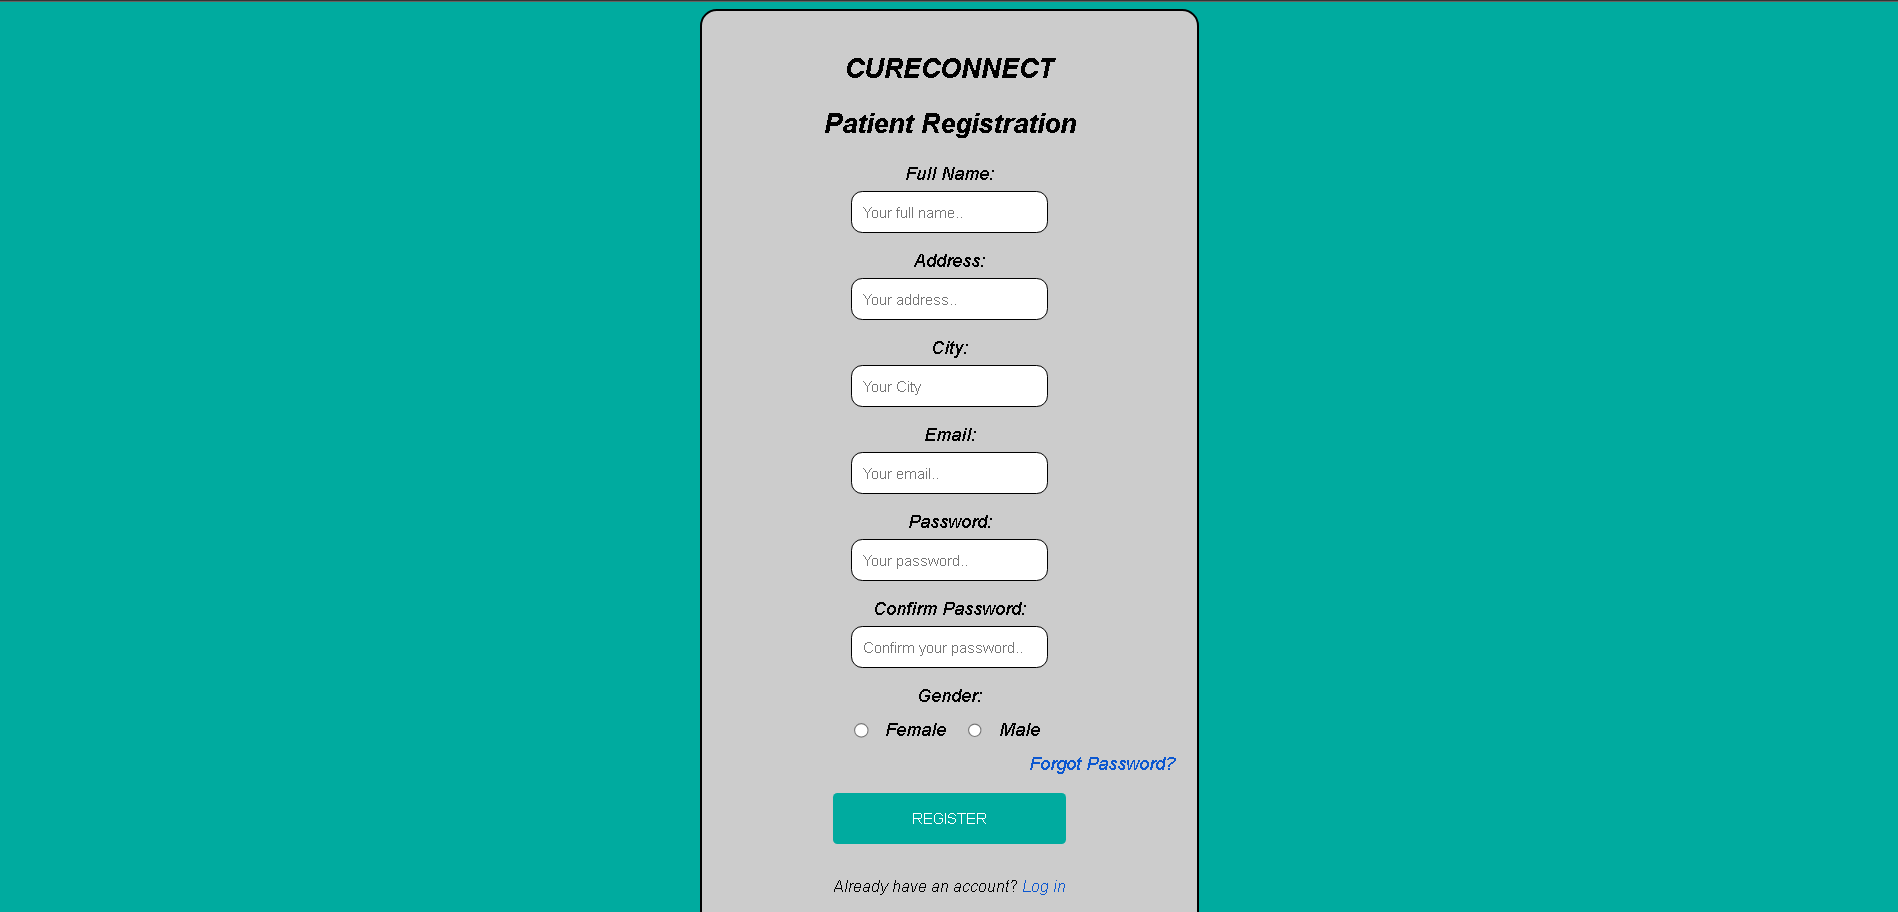 CURECONNECT
Patient Registration
Full Name:
Your full name..
Address:
Your address..
City:
Your City
Email:
Your email..
Password:
Your password..
Confirm Password:
Confirm your password..
Gender:
Female Male
Forgot Password?
REGISTER
Already have an account? Log in